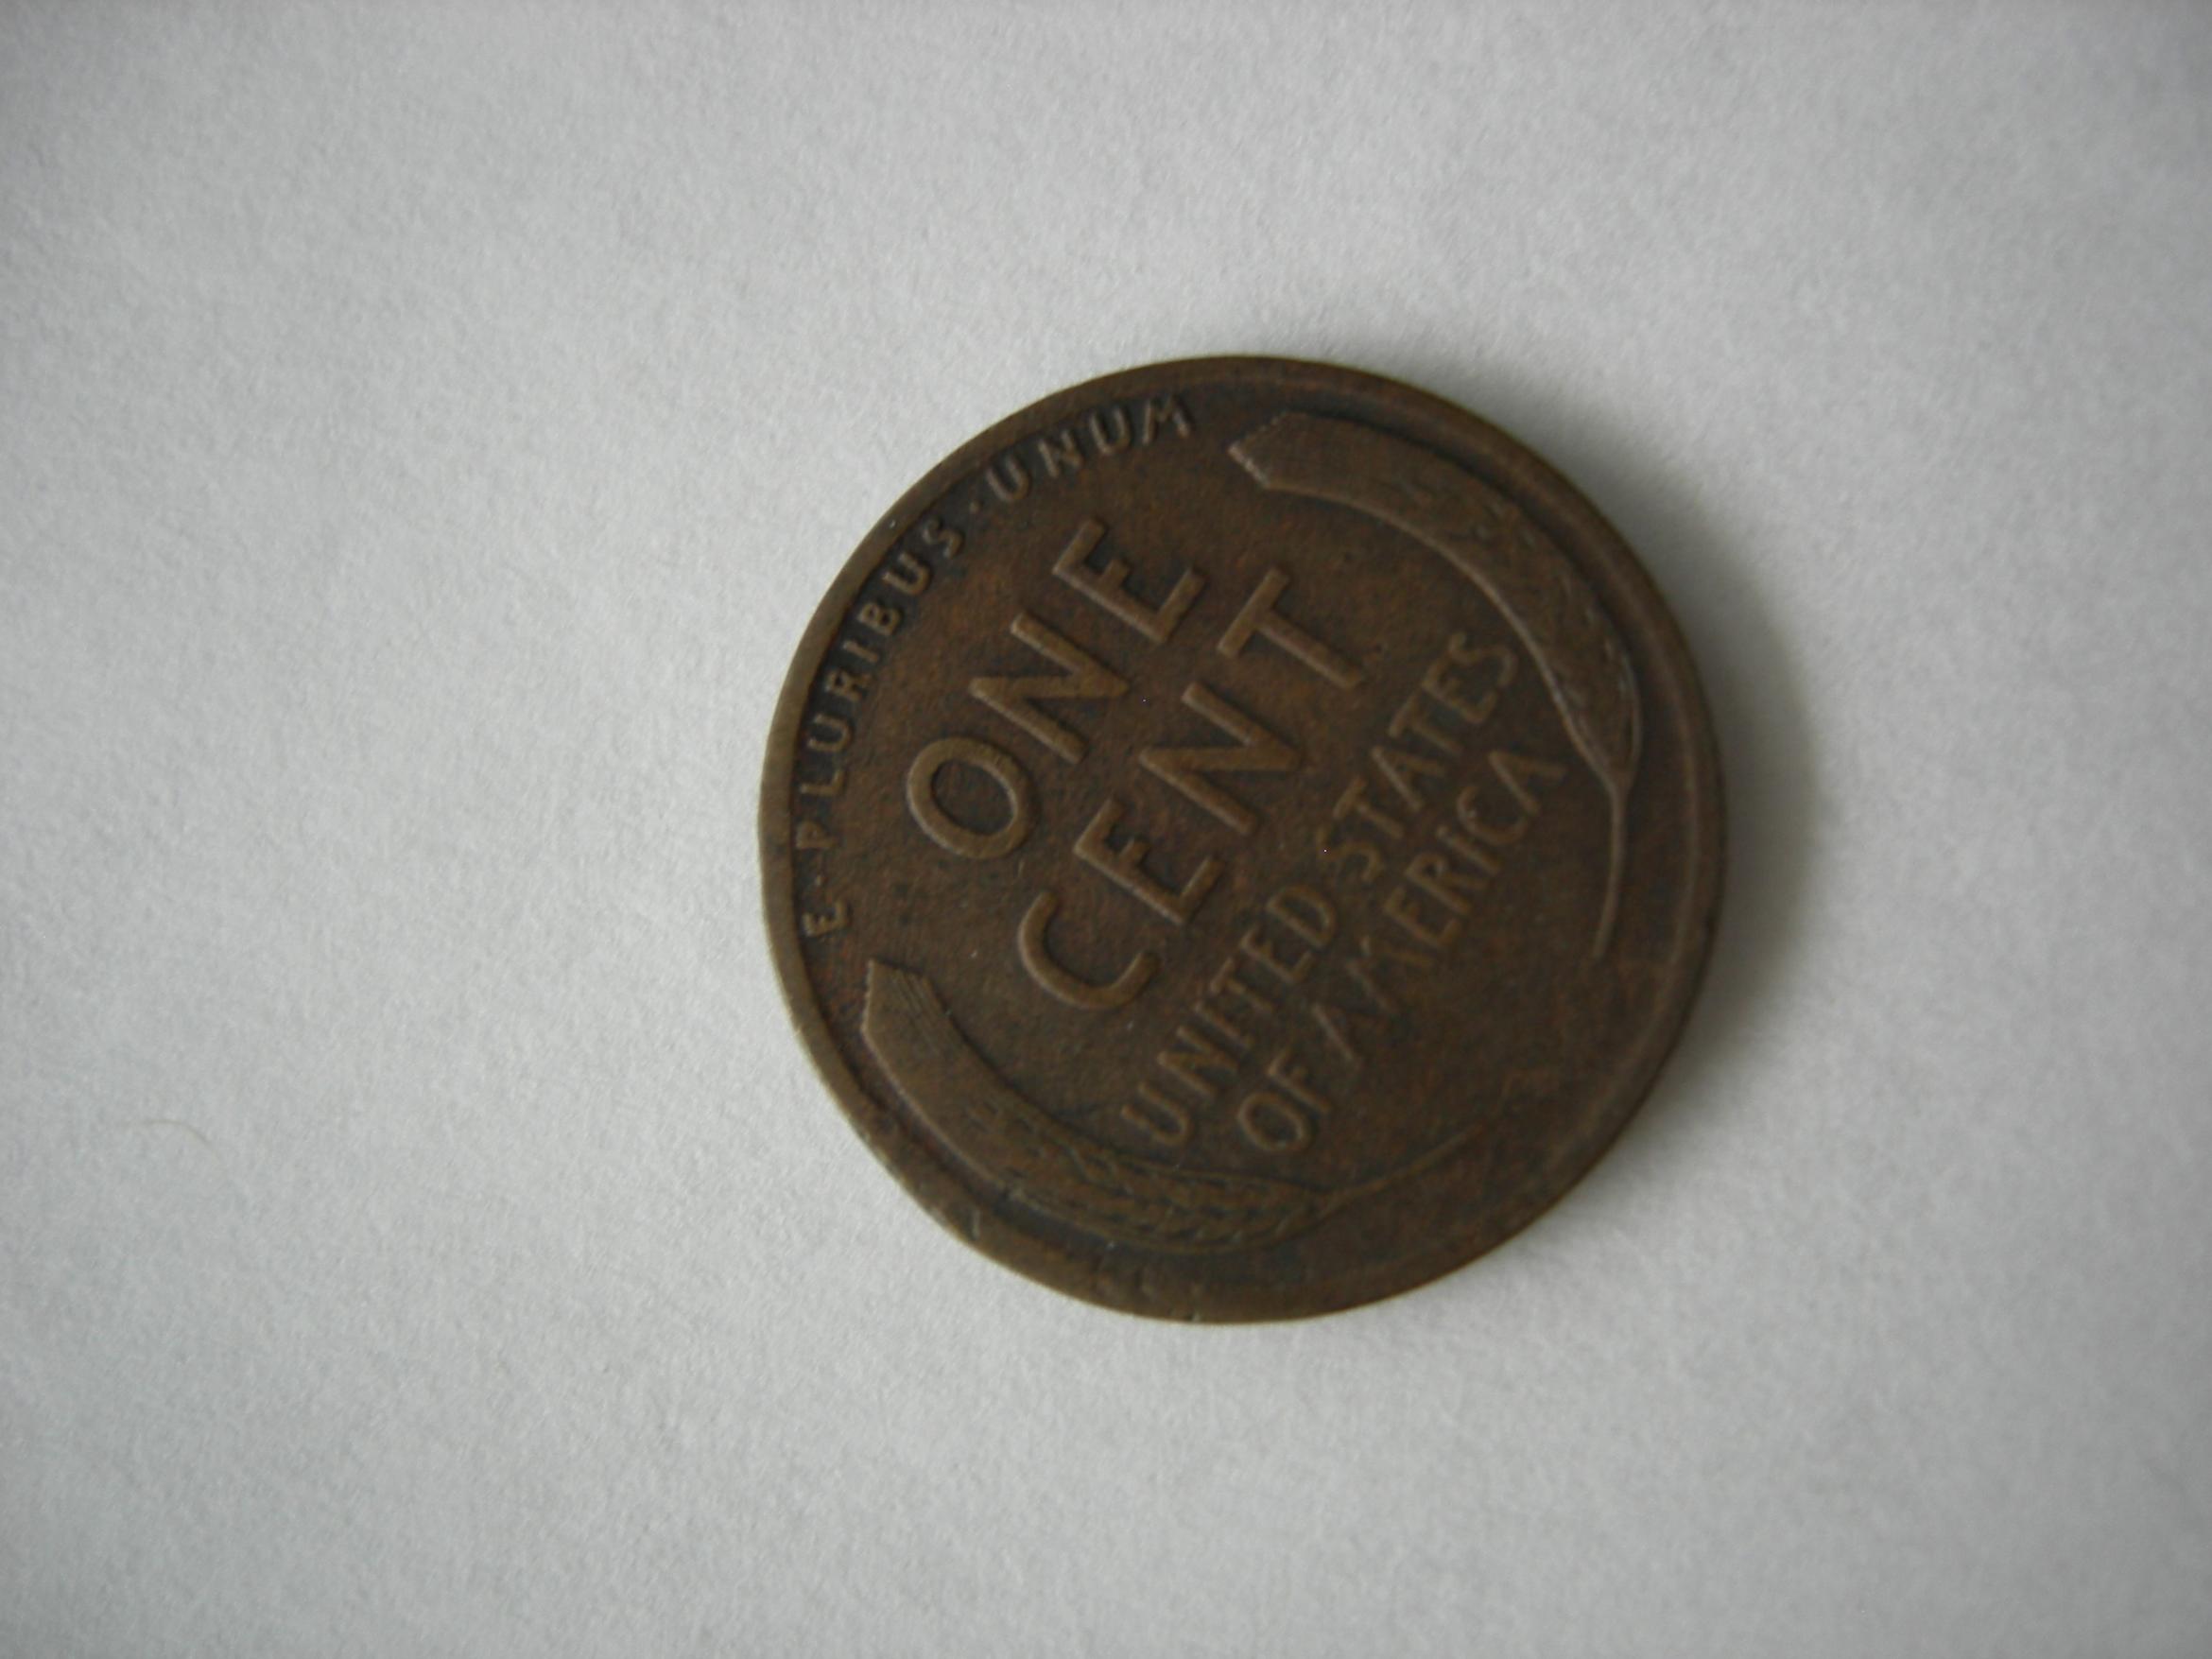 E·PLURIBUS·UNUM
ONE
CENT
UNITED STATES
OF AMERICA